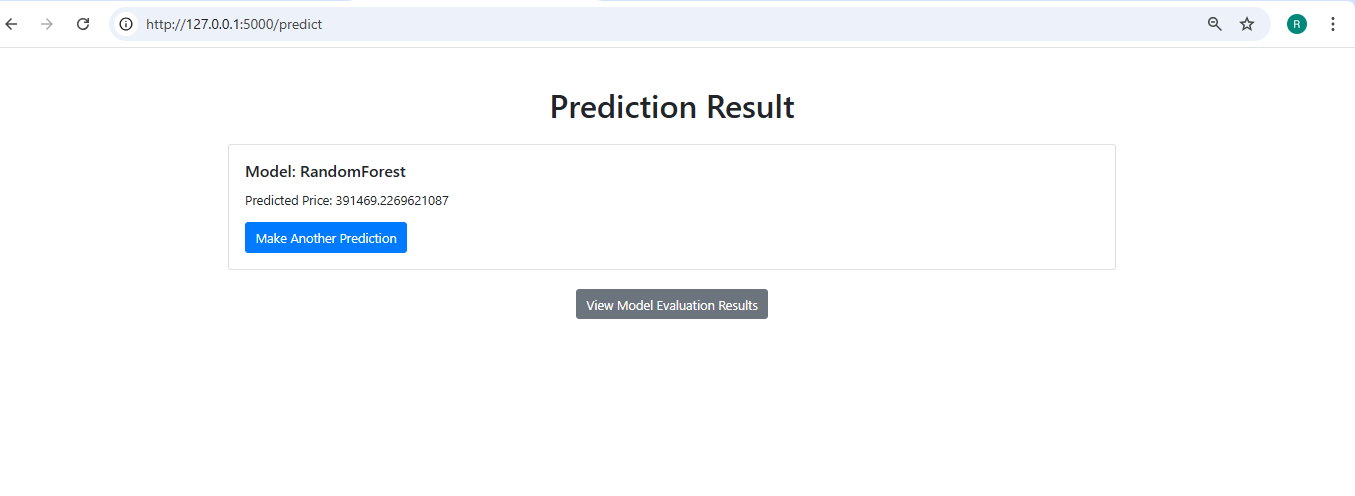 http://127.0.0.1:5000/predict
R
Prediction Result
Model: RandomForest
Predicted Price: 391469.2269621087
Make Another Prediction
View Model Evaluation Results